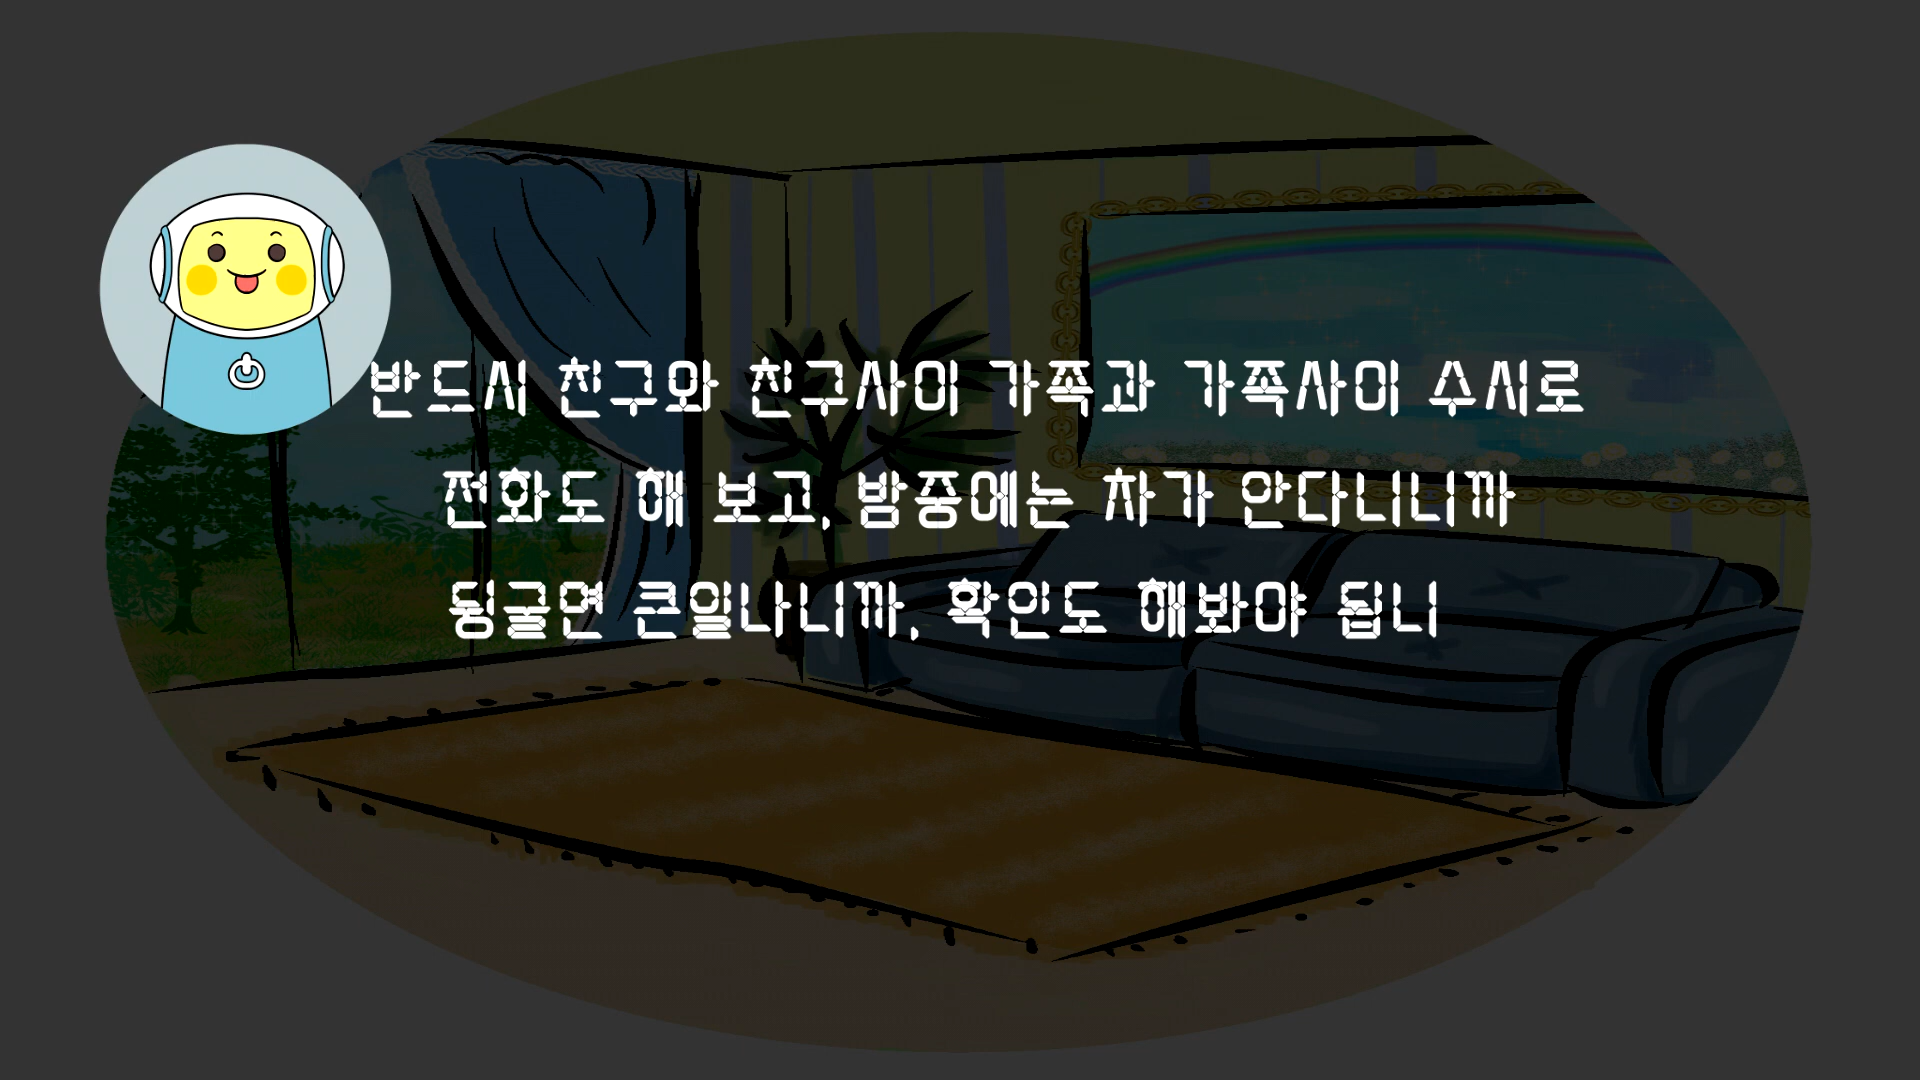 반드시 친구와 친구사이 가족과 가족사이 수시로
전화도 해 보고, 밤중에는 차가 안다니니까
뒹굴면 큰일나니까, 확인도 해봐야 됩니